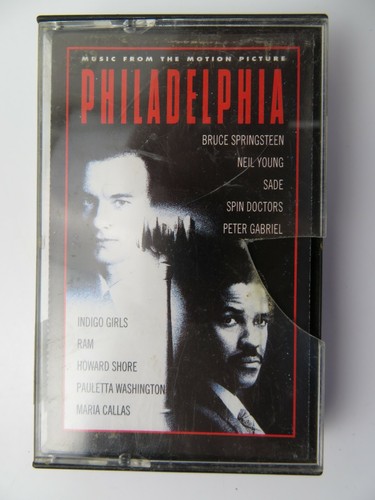 MUSIC FROM THE MOTION PICTURE
PHILADELPHIA
BRUCE SPRINGSTEEN
NEIL YOUNG
SADE
SPIN DOCTORS
PETER GABRIEL
INDIGO GIRLS
RAM
HOWARD SHORE
PAULETTA WASHINGTON
MARIA CALLAS